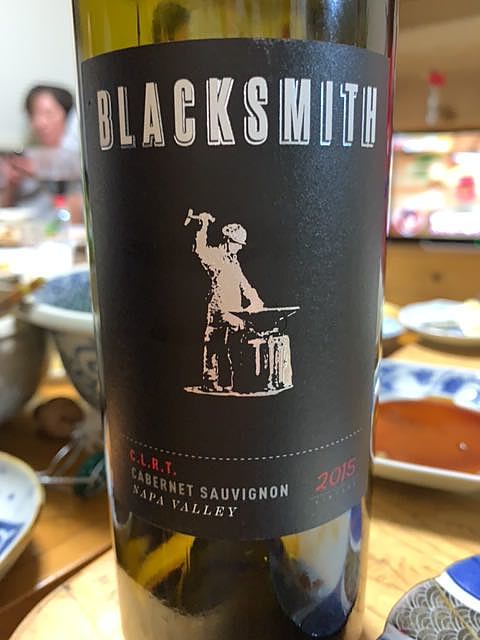 BLACKSMITH
C.L.R.T.
CABERNET SAUVIGNON
2015
NAPA VALLEY